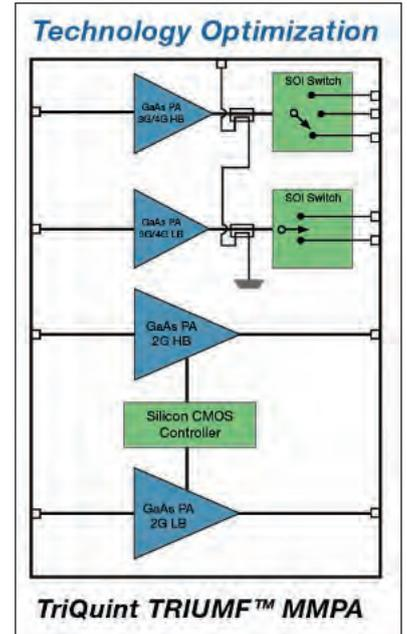 Technology Optimization
GaAs PA
3G/4G HB
SOI Switch
GaAs PA
3G/4G LB
SOI Switch
GaAs PA
2G HB
Silicon CMOS
Controller
GaAs PA
2G LB
TriQuint TRIUMF™ MMPA